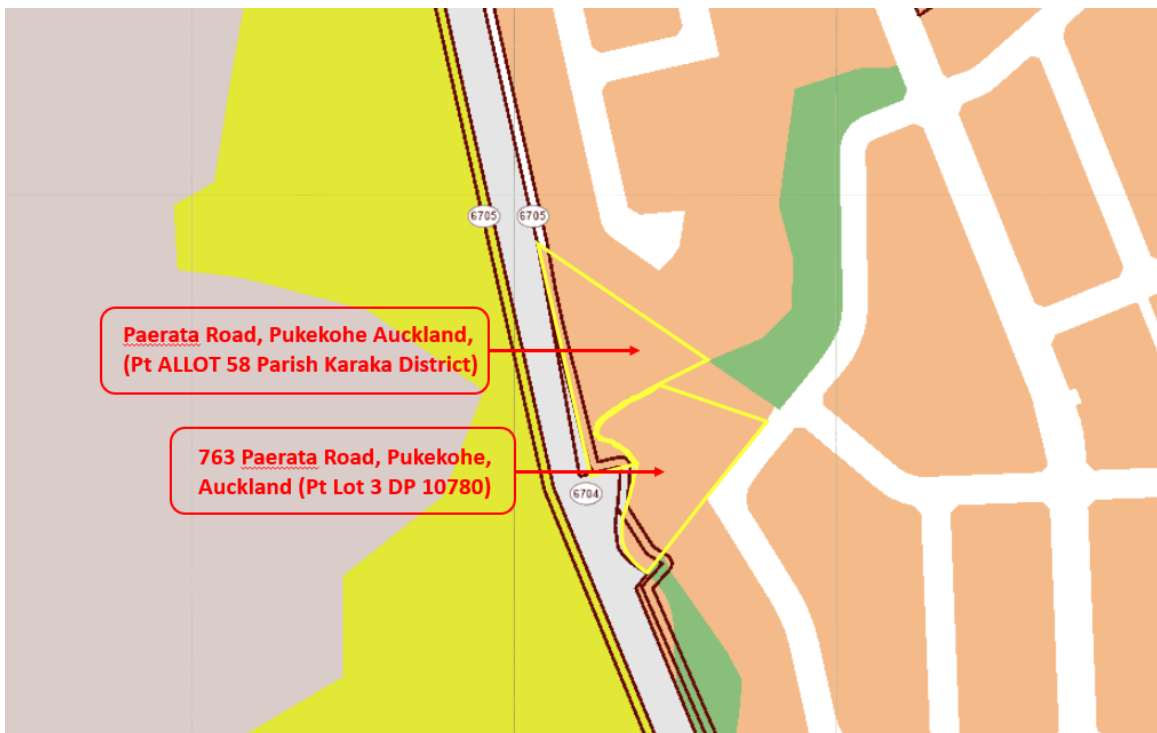 6705 6705
Paerata Road, Pukekohe Auckland,
(Pt ALLOT 58 Parish Karaka District)
763 Paerata Road, Pukekohe,
Auckland (Pt Lot 3 DP 10780)
6704